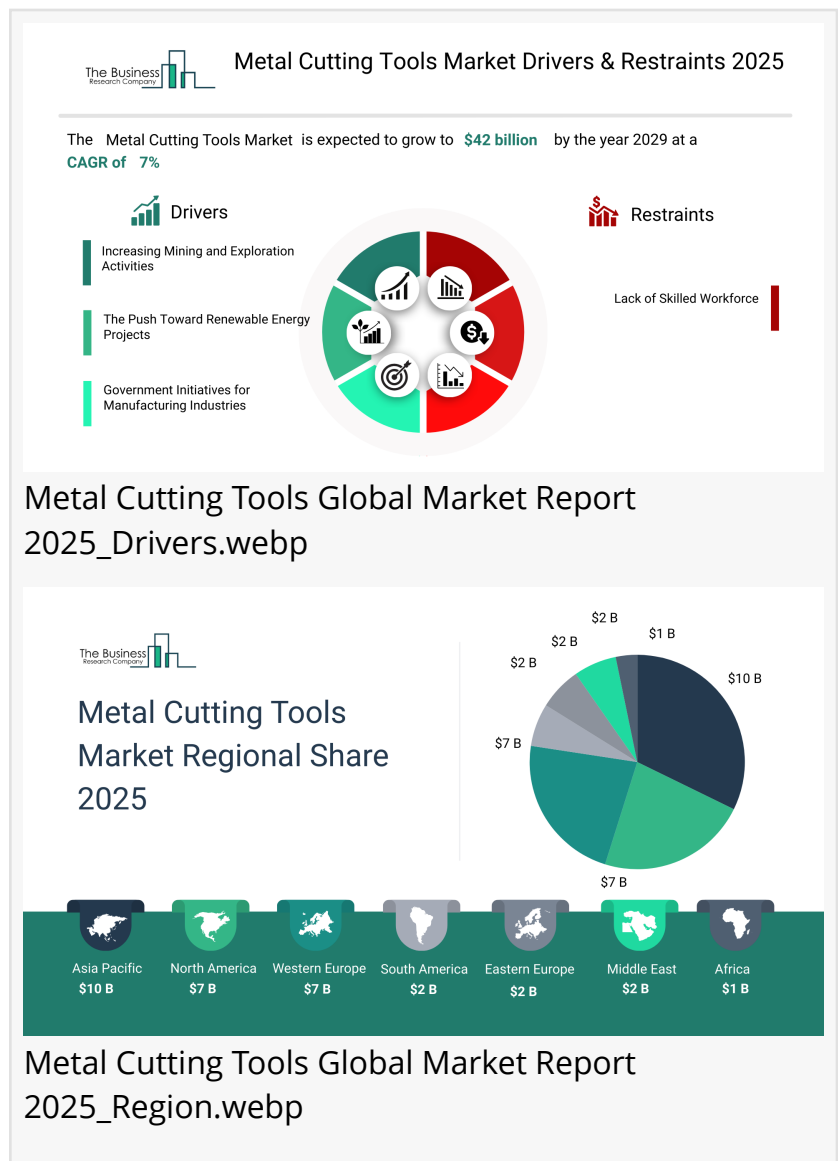 The Business
Research Company
Metal Cutting Tools Market Drivers & Restraints 2025
The Metal Cutting Tools Market is expected to grow to $42 billion by the year 2029 at a
CAGR of 7%
Drivers
Increasing Mining and Exploration
Activities
The Push Toward Renewable Energy
Projects
Government Initiatives for
Manufacturing Industries
$
Restraints
Lack of Skilled Workforce
$
Metal Cutting Tools Global Market Report
2025_Drivers.webp
The Business
Research Company
Metal Cutting Tools
Market Regional Share
2025
$2 B
$1 B
$2 B
$2 B
$10 B
$7 B
$7 B
Asia Pacific
$10 B
North America
$7 B
Western Europe
$7 B
South America
$2 B
Eastern Europe
$2 B
Middle East
$2 B
Africa
$1 B
Metal Cutting Tools Global Market Report
2025_Region.webp